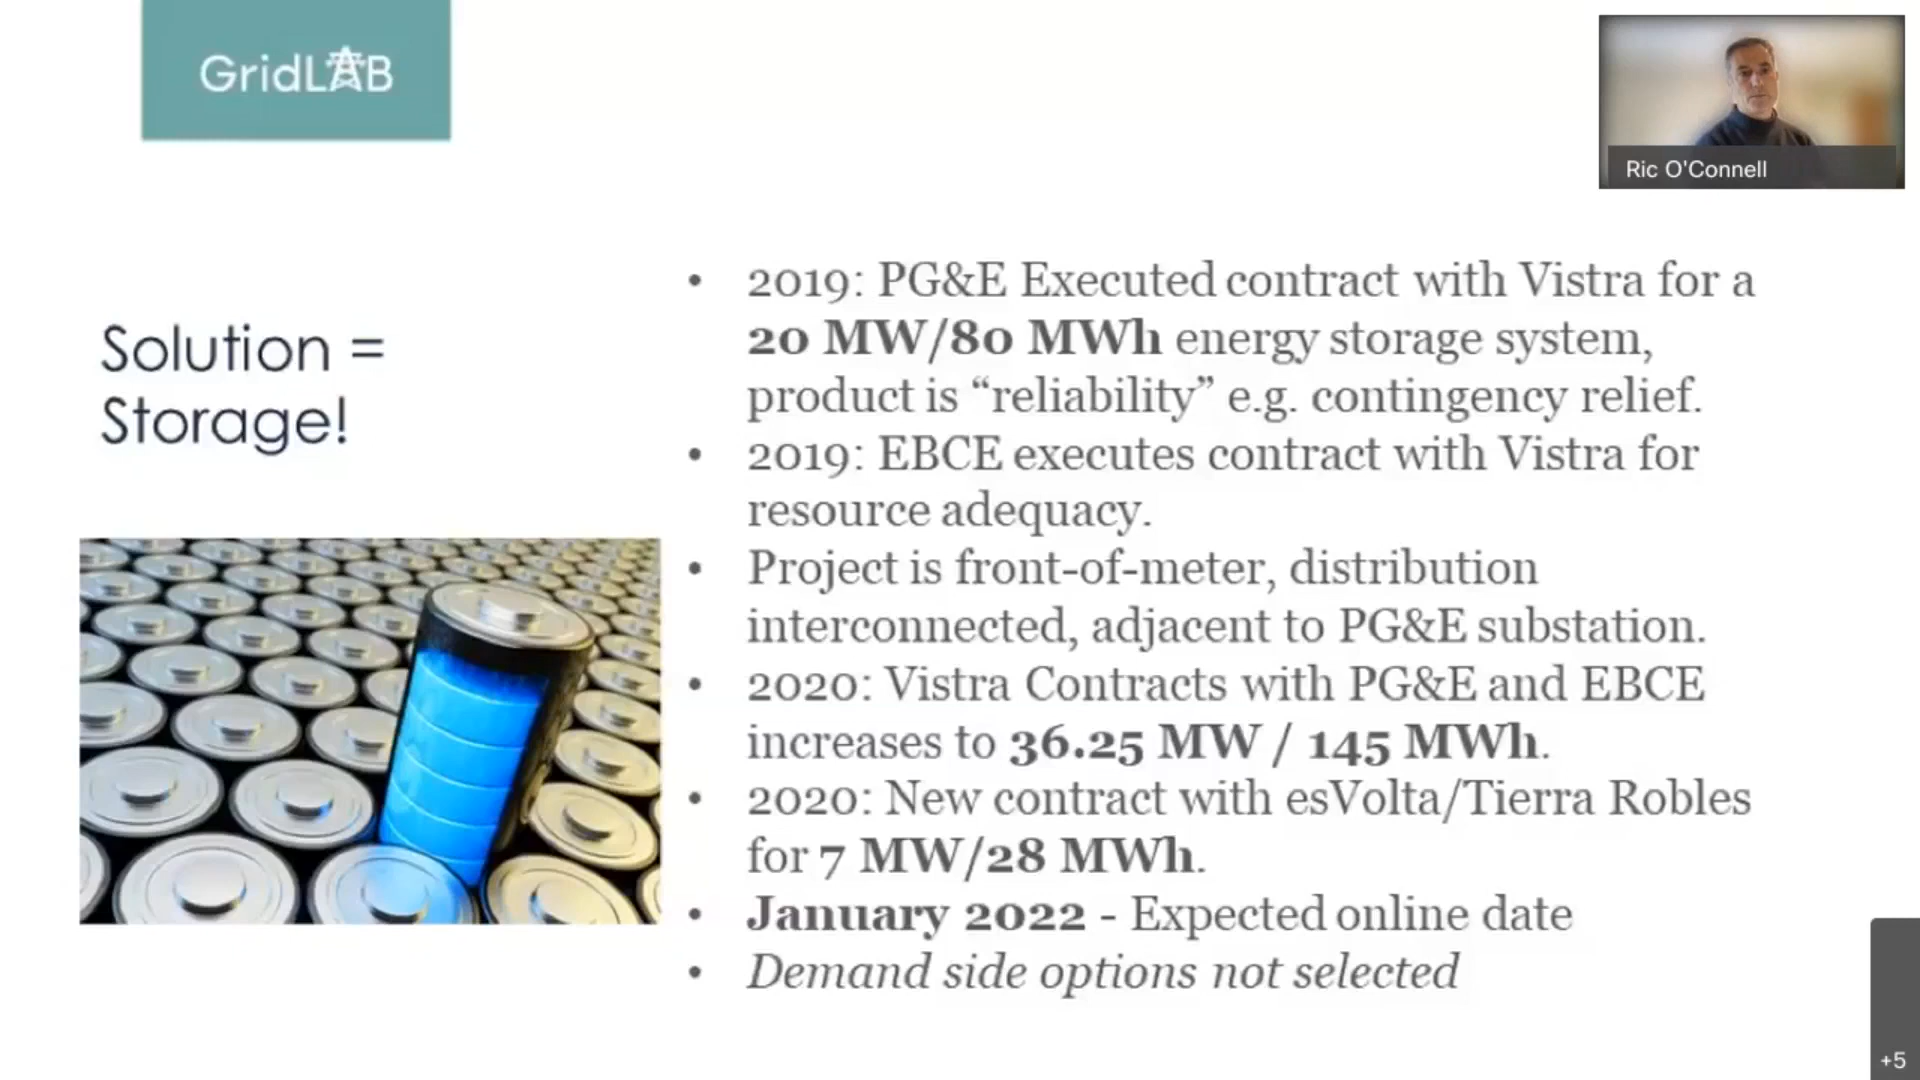 GridLAB
Ric O'Connell
Solution =
Storage!
• 2019: PG&E Executed contract with Vistra for a
20 MW/80 MWh energy storage system,
product is “reliability” e.g. contingency relief.
• 2019: EBCE executes contract with Vistra for
resource adequacy.
• Project is front-of-meter, distribution
interconnected, adjacent to PG&E substation.
• 2020: Vistra Contracts with PG&E and EBCE
increases to 36.25 MW / 145 MWh.
• 2020: New contract with esVolta/Tierra Robles
for 7 MW/28 MWh.
• January 2022 - Expected online date
• Demand side options not selected
+5